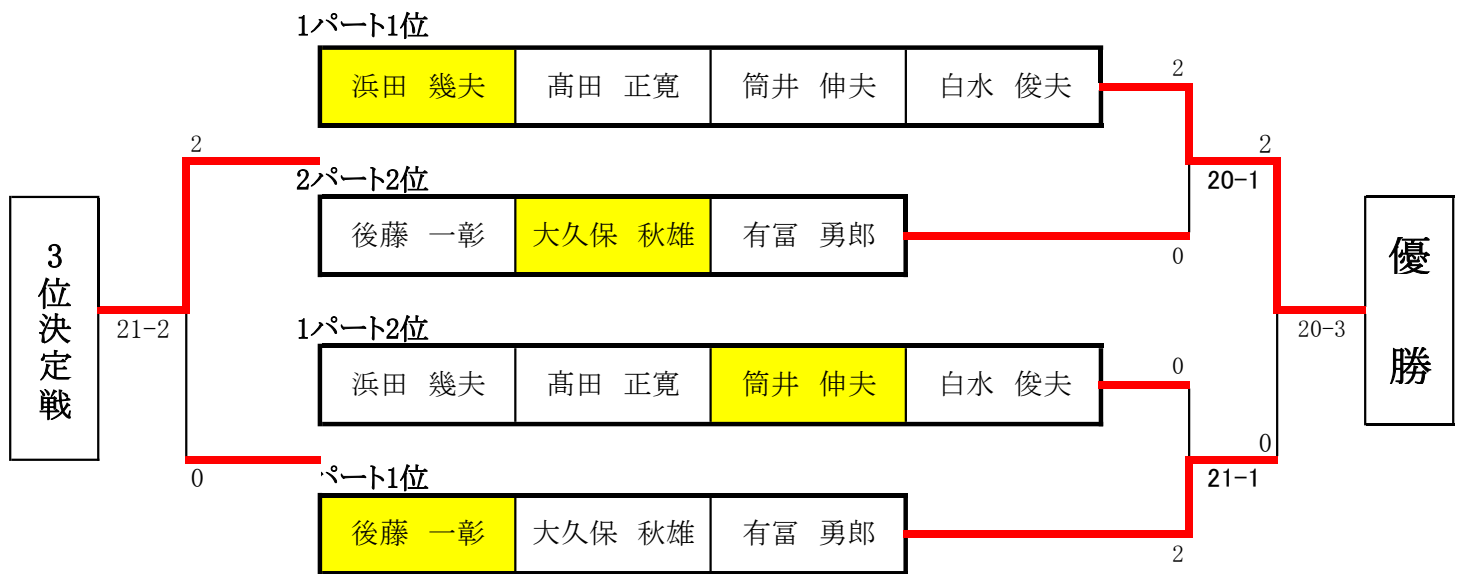 1パート1位
浜田 幾夫 髙田 正寛 筒井 伸夫 白水 俊夫
2
2
2
20-1
2パート2位
後藤 一彰 大久保 秋雄 有冨 勇郎
0
3位決定戦
21-2
優勝
20-3
1パート2位
浜田 幾夫 髙田 正寛 筒井 伸夫 白水 俊夫
0
0
0
21-1
パート1位
後藤 一彰 大久保 秋雄 有冨 勇郎
2